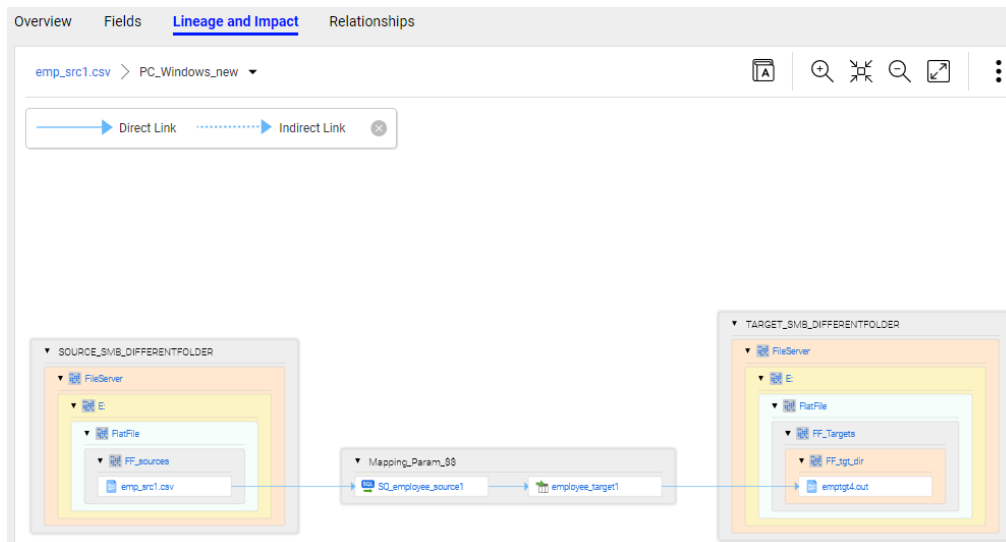 Overview Fields Lineage and Impact Relationships
emp_src1.csv > PC_Windows_new
A
Direct Link Indirect Link
SOURCE_SMB_DIFFERENTFOLDER
FileServer
E:
FlatFile
FF_sources
emp_src1.csv
Mapping_Param_$$
SQL SQ_employee_source1 employee_target1
TARGET_SMB_DIFFERENTFOLDER
FileServer
E:
FlatFile
FF_Targets
FF_tgt_dir
emptgt4.out